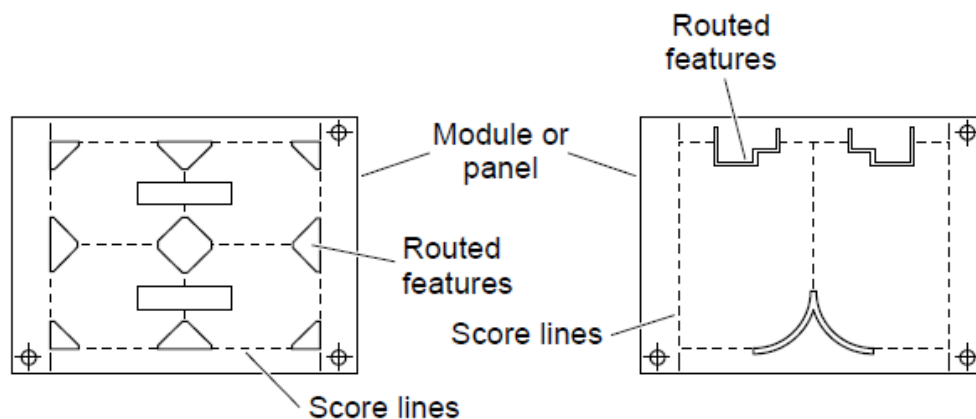 Routed
features
Module or
panel
Routed
features
Score lines
Score lines